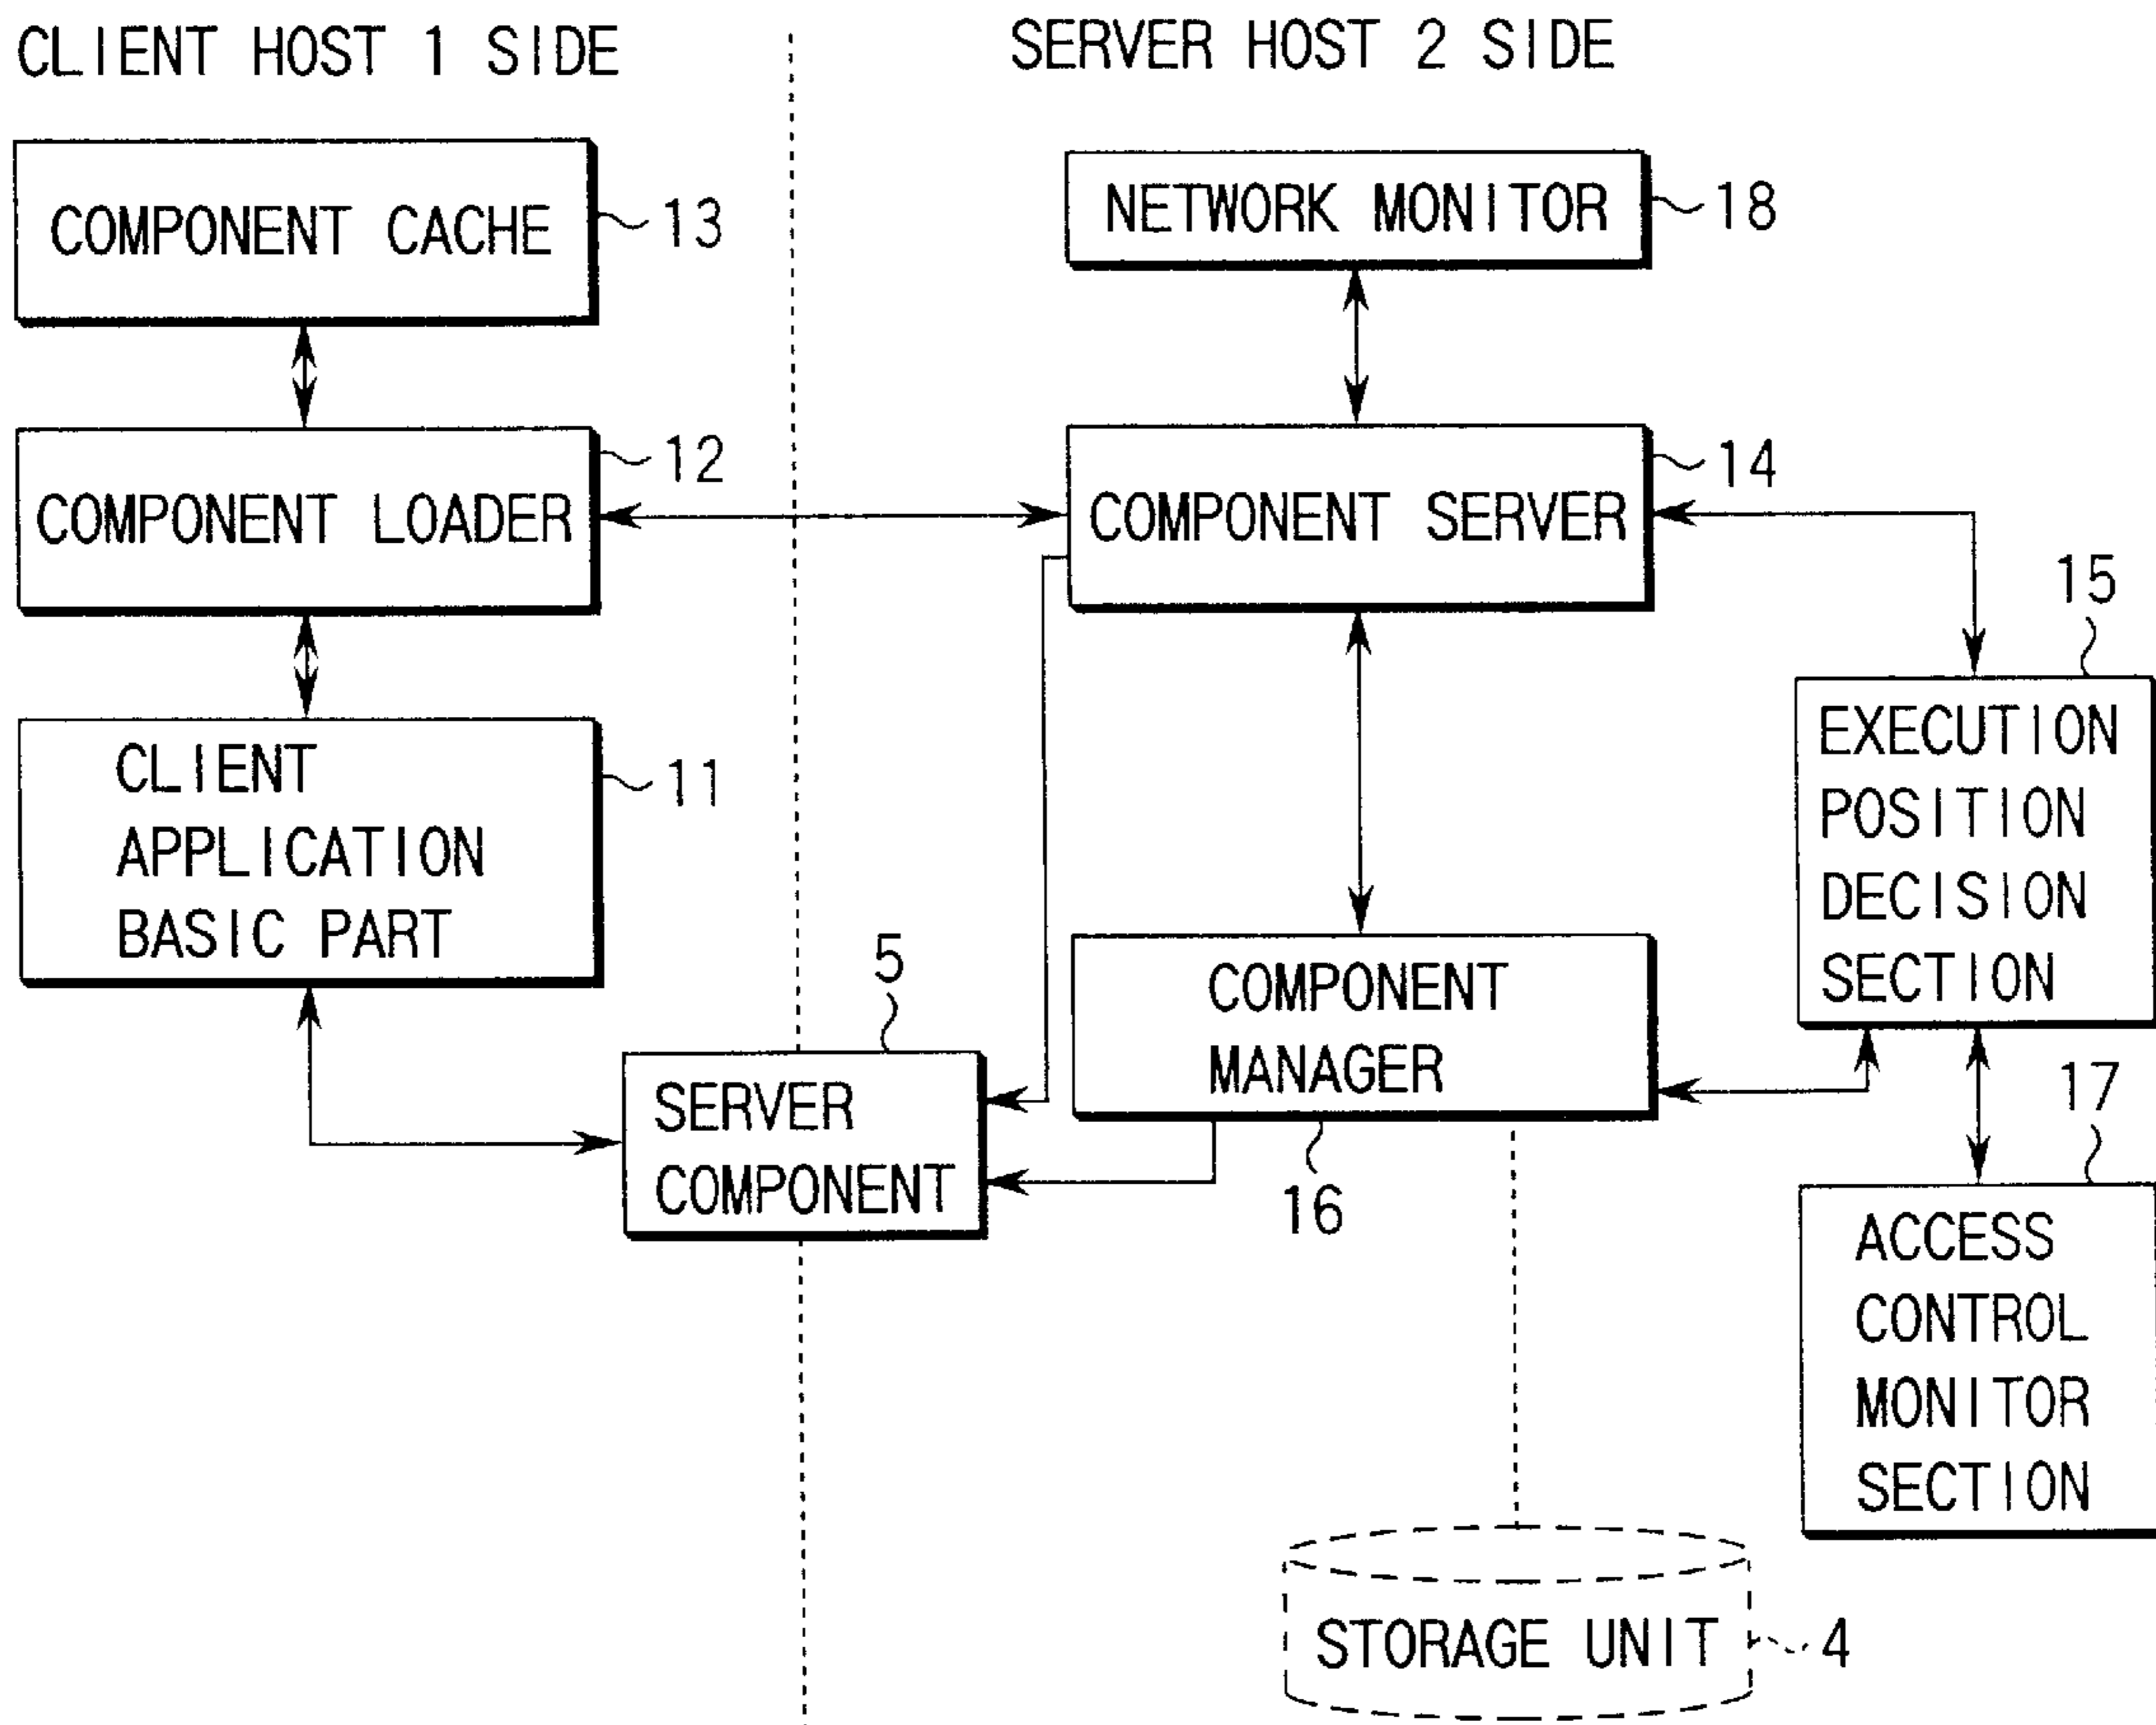 CLIENT HOST 1 SIDE
SERVER HOST 2 SIDE
COMPONENT CACHE
13
NETWORK MONITOR
18
COMPONENT LOADER
12
COMPONENT SERVER
14
CLIENT
APPLICATION
BASIC PART
11
15
EXECUTION
POSITION
DECISION
SECTION
5
SERVER
COMPONENT
COMPONENT
MANAGER
16
17
ACCESS
CONTROL
MONITOR
SECTION
STORAGE UNIT
4